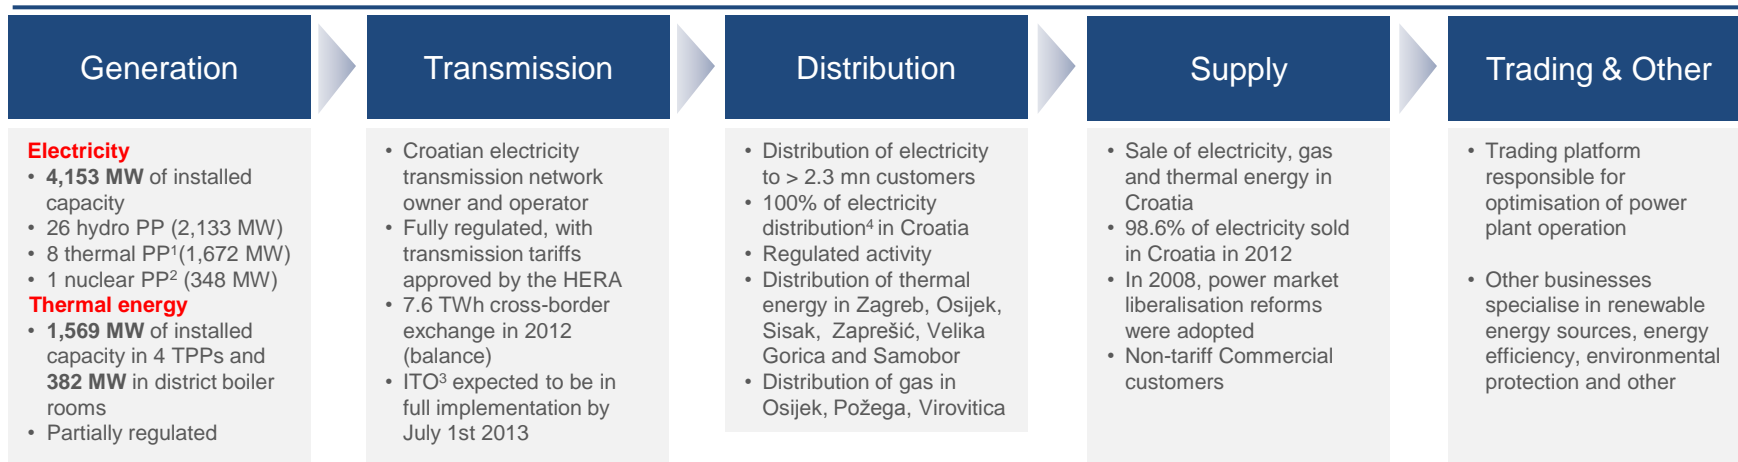 Generation
Electricity
• 4,153 MW of installed
capacity
• 26 hydro PP (2,133 MW)
• 8 thermal PP¹(1,672 MW)
• 1 nuclear PP² (348 MW)
Thermal energy
• 1,569 MW of installed
capacity in 4 TPPs and
382 MW in district boiler
rooms
• Partially regulated
Transmission
• Croatian electricity
transmission network
owner and operator
• Fully regulated, with
transmission tariffs
approved by the HERA
• 7.6 TWh cross-border
exchange in 2012
(balance)
• ITO³ expected to be in
full implementation by
July 1st 2013
Distribution
• Distribution of electricity
to > 2.3 mn customers
• 100% of electricity
distribution⁴ in Croatia
• Regulated activity
• Distribution of thermal
energy in Zagreb, Osijek,
Sisak, Zaprešić, Velika
Gorica and Samobor
• Distribution of gas in
Osijek, Požega, Virovitica
Supply
• Sale of electricity, gas
and thermal energy in
Croatia
• 98.6% of electricity sold
in Croatia in 2012
• In 2008, power market
liberalisation reforms
were adopted
• Non-tariff Commercial
customers
Trading & Other
• Trading platform
responsible for
optimisation of power
plant operation
• Other businesses
specialise in renewable
energy sources, energy
efficiency, environmental
protection and other